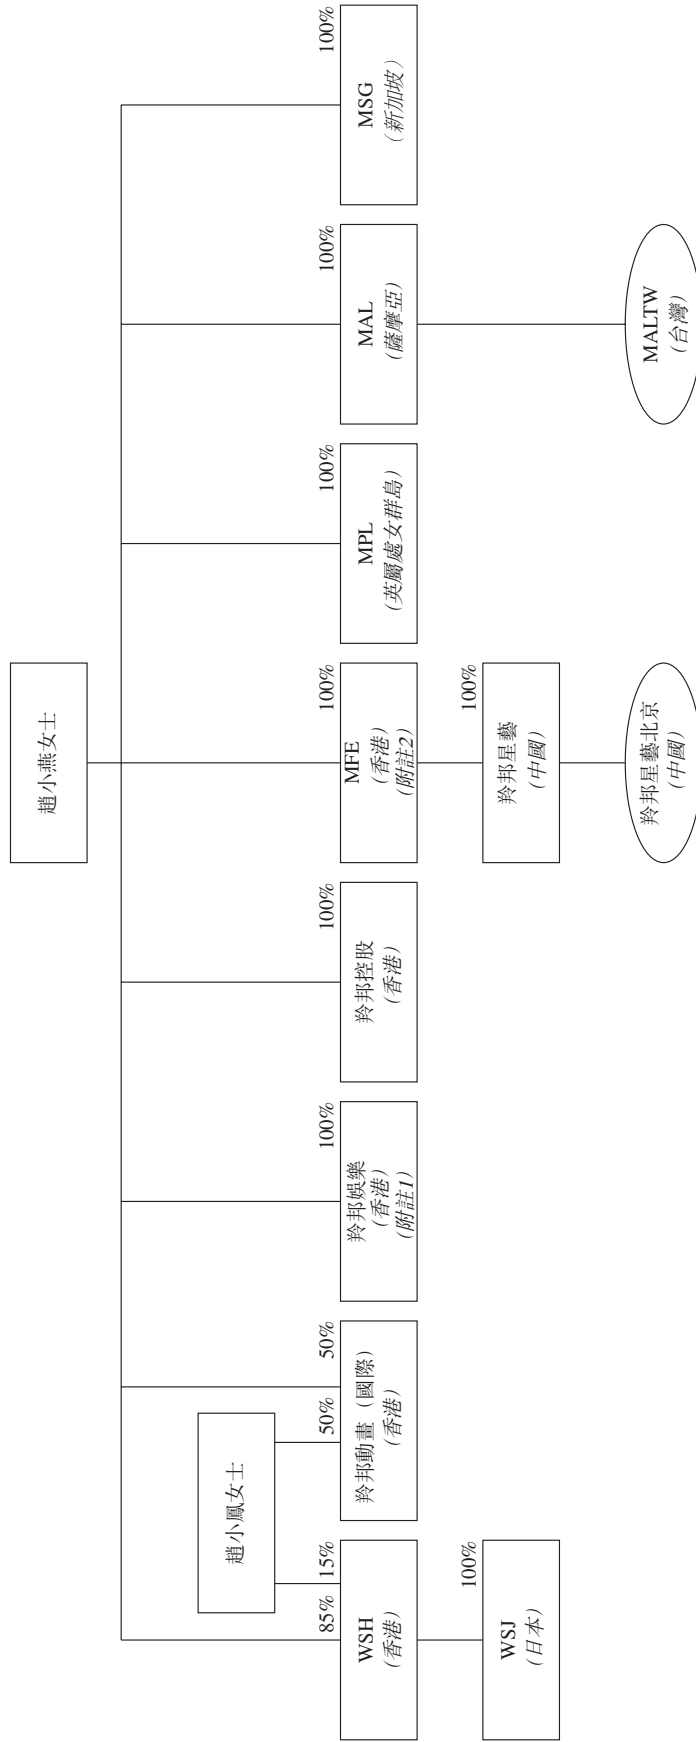 趙小燕女士
趙小鳳女士
85%
15%
WSH
(香港)
100%
WSJ
(日本)
50%
50%
羚邦動畫（國際）
(香港)
100%
羚邦娛樂
(香港)
(附註1)
100%
羚邦控股
(香港)
100%
MFE
(香港)
(附註2)
100%
羚邦星藝
(中國)
羚邦星藝北京
(中國)
100%
MPL
(英屬處女群島)
100%
MAL
(薩摩亞)
MALTW
(台灣)
100%
MSG
(新加坡)